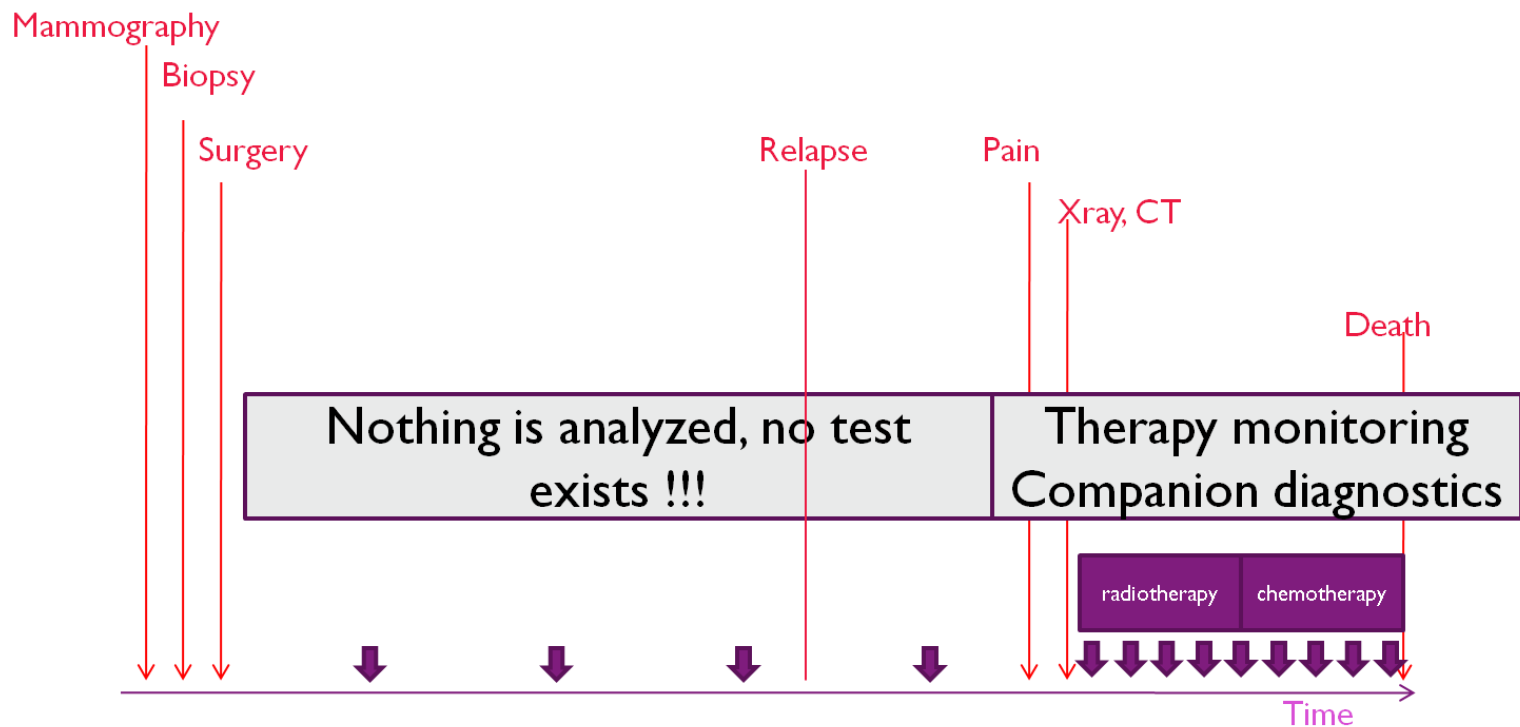 Mammography
Biopsy
Surgery
Relapse
Pain
Xray, CT
Death
Nothing is analyzed, no test
exists !!!
Therapy monitoring
Companion diagnostics
radiotherapy
chemotherapy
Time